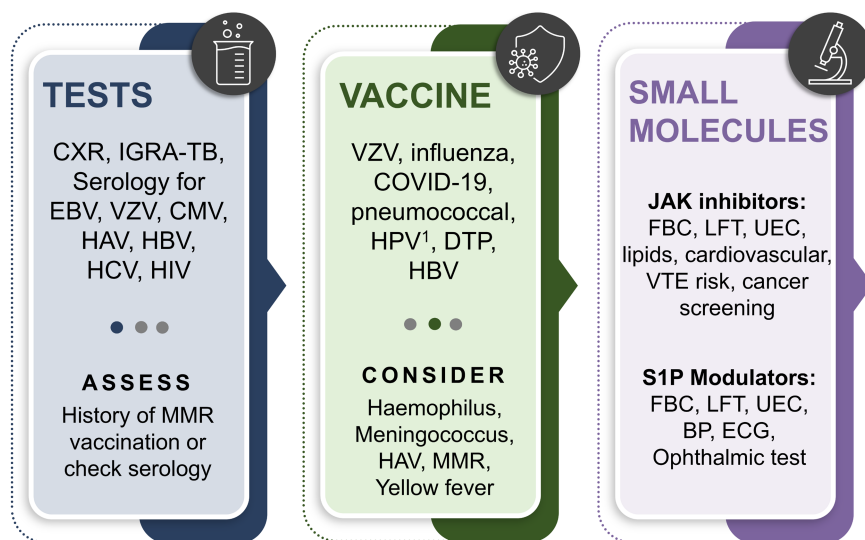 TESTS
CXR, IGRA-TB,
Serology for
EBV, VZV, CMV,
HAV, HBV,
HCV, HIV
ASSESS
History of MMR
vaccination or
check serology
VACCINE
VZV, influenza,
COVID-19,
pneumococcal,
HPV¹, DTP,
HBV
CONSIDER
Haemophilus,
Meningococcus,
HAV, MMR,
Yellow fever
SMALL
MOLECULES
JAK inhibitors:
FBC, LFT, UEC,
lipids, cardiovascular,
VTE risk, cancer
screening
S1P Modulators:
FBC, LFT, UEC,
BP, ECG,
Ophthalmic test